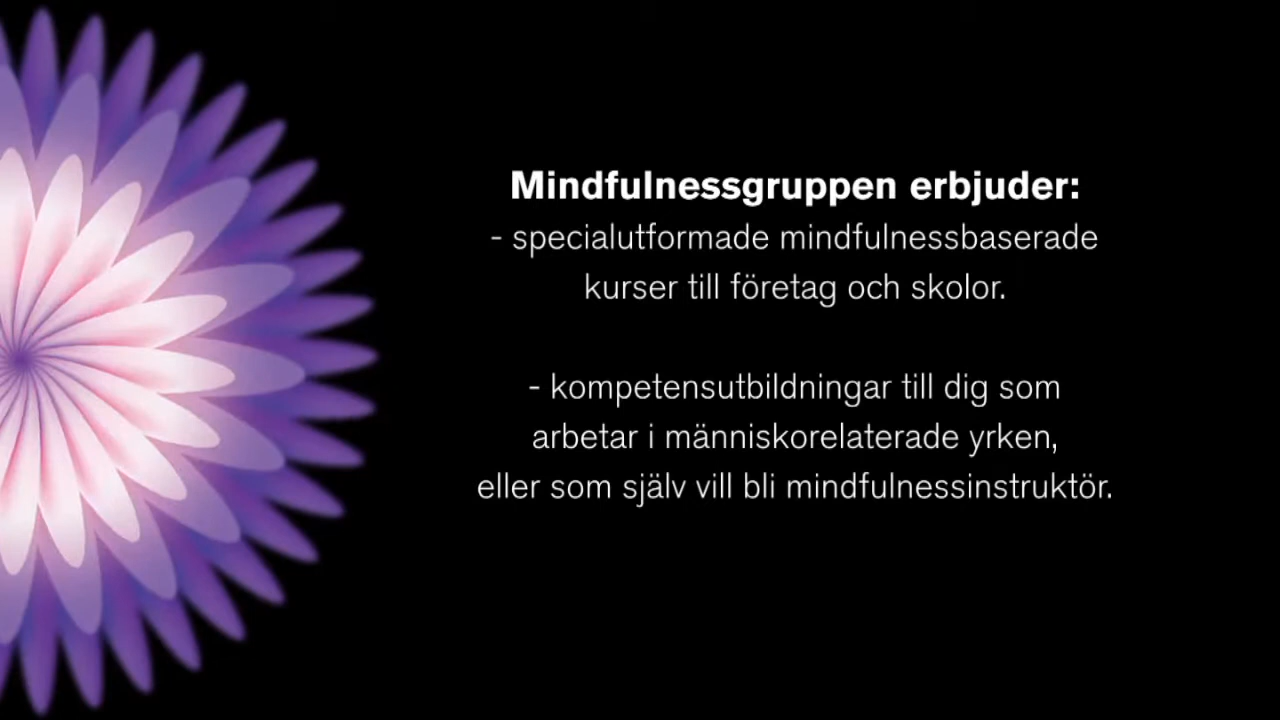 Mindfulnessgruppen erbjuder:
- specialutformade mindfulnessbaserade
kurser till företag och skolor.
- kompetensutbildningar till dig som
arbetar i människorelaterade yrken,
eller som själv vill bli mindfulnessinstruktör.